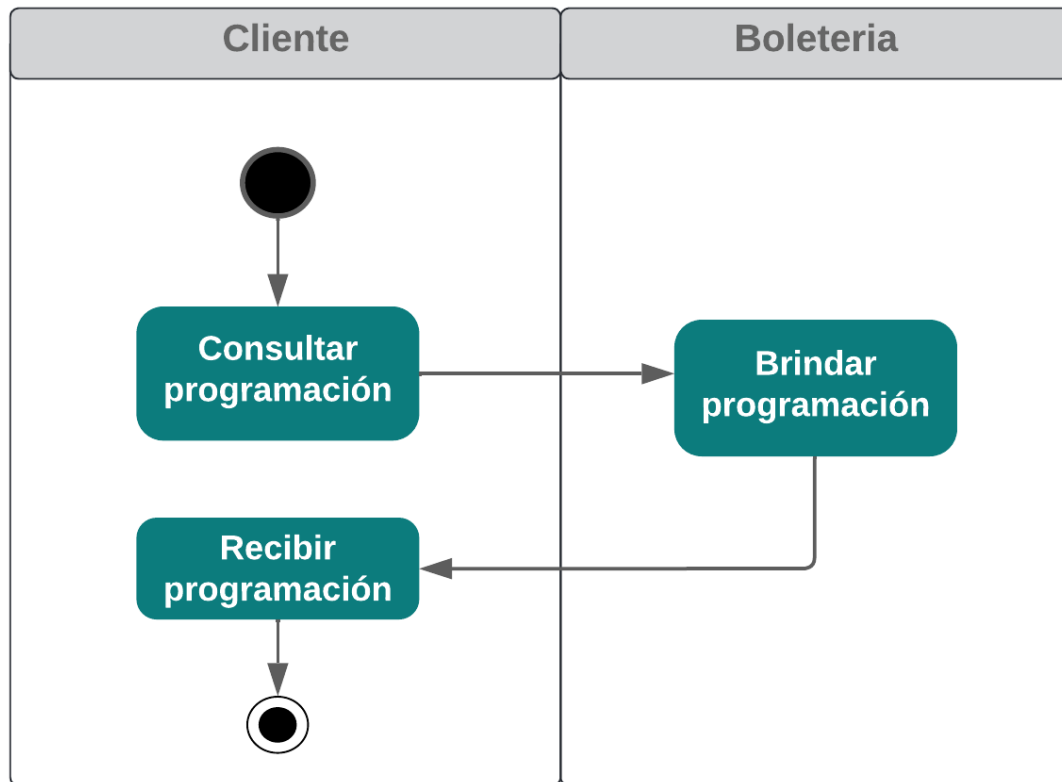 Cliente
Boleteria
Consultar
programación
Brindar
programación
Recibir
programación